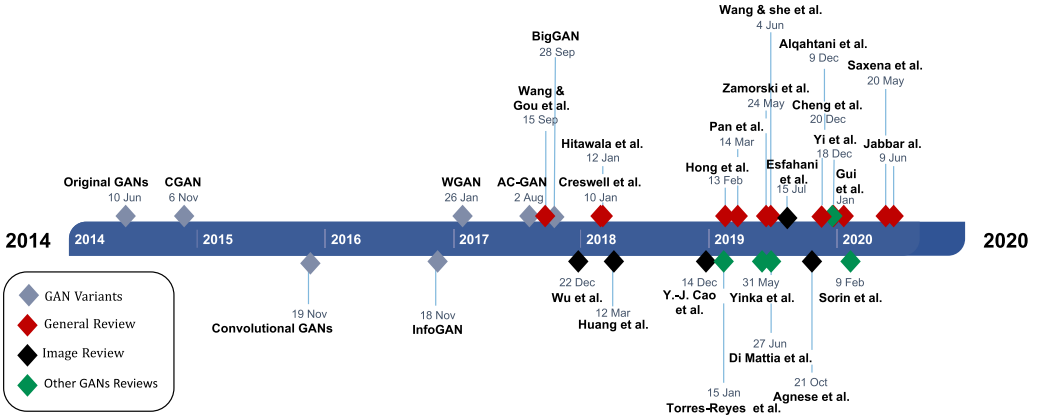 Wang & she et al.
4 Jun
BigGAN
28 Sep
Alqahtani et al.
9 Dec
Saxena et al.
20 May
Wang &
Gou et al.
15 Sep
Zamorski et al.
24 May
Cheng et al.
20 Dec
Pan et al.
14 Mar
Hitawala et al.
12 Jan
Yi et al.
18 Dec
Jabbar al.
9 Jun
Original GANs
10 Jun
CGAN
6 Nov
WGAN
26 Jan
AC-GAN
2 Aug
Creswell et al.
10 Jan
Hong et al.
13 Feb
Esfahani
et al.
15 Jul
Gui
et al.
Jan
2014
2014
2015
2016
2017
2018
2019
2020
2020
19 Nov
Convolutional GANs
18 Nov
InfoGAN
22 Dec
Wu et al.
12 Mar
Huang et al.
14 Dec
Y.-J. Cao
et al.
31 May
Yinka et al.
9 Feb
Sorin et al.
27 Jun
Di Mattia et al.
15 Jan
Torres-Reyes et al.
21 Oct
Agnese et al.
GAN Variants
General Review
Image Review
Other GANs Reviews